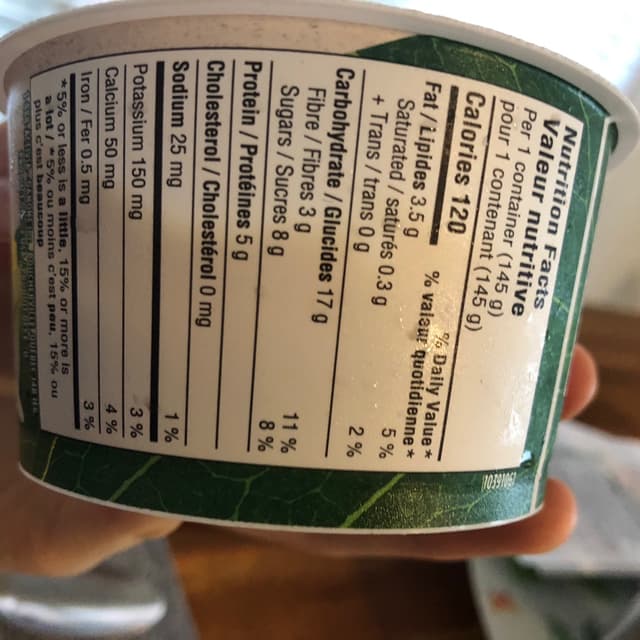 Nutrition Facts
Valeur nutritive
Per 1 container (145 g)
pour 1 contenant (145 g)
Calories 120
% Daily Value *
% valeur quotidienne *
Fat / Lipides 3.5 g 5 %
Saturated / saturés 0.3 g
+ Trans / trans 0 g 2 %
Carbohydrate / Glucides 17 g
Fibre / Fibres 3 g 11 %
Sugars / Sucres 8 g 8 %
Protein / Protéines 5 g
Cholesterol / Cholestérol 0 mg
Sodium 25 mg 1 %
Potassium 150 mg 3 %
Calcium 50 mg 4 %
Iron / Fer 0.5 mg 3 %
* 5% or less is a little, 15% or more is
a lot / * 5% ou moins c'est peu, 15% ou
plus c'est beaucoup